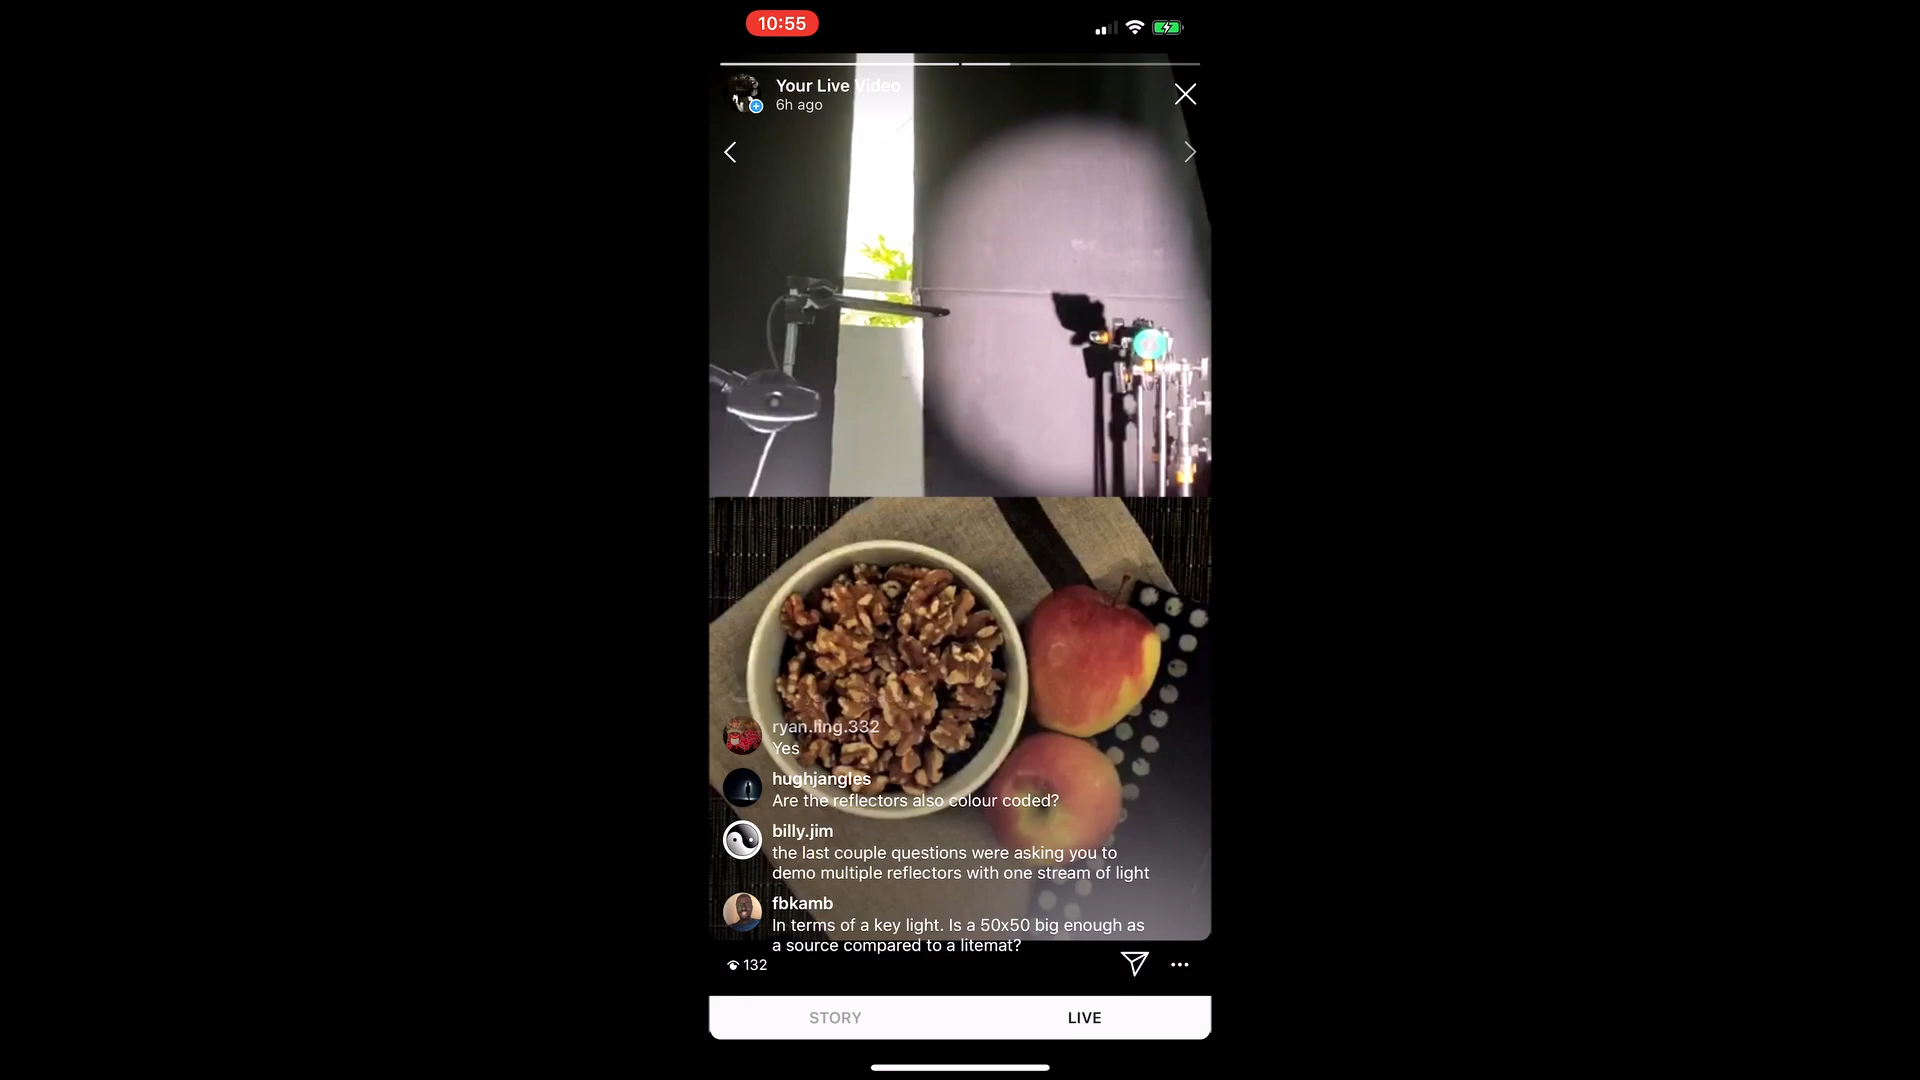 10:55
Your Live Video
6h ago
ryan.ling.332
Yes
hughjangles
Are the reflectors also colour coded?
billy.jim
the last couple questions were asking you to
demo multiple reflectors with one stream of light
fbkamb
In terms of a key light. Is a 50x50 big enough as
a source compared to a litemat?
132
STORY
LIVE